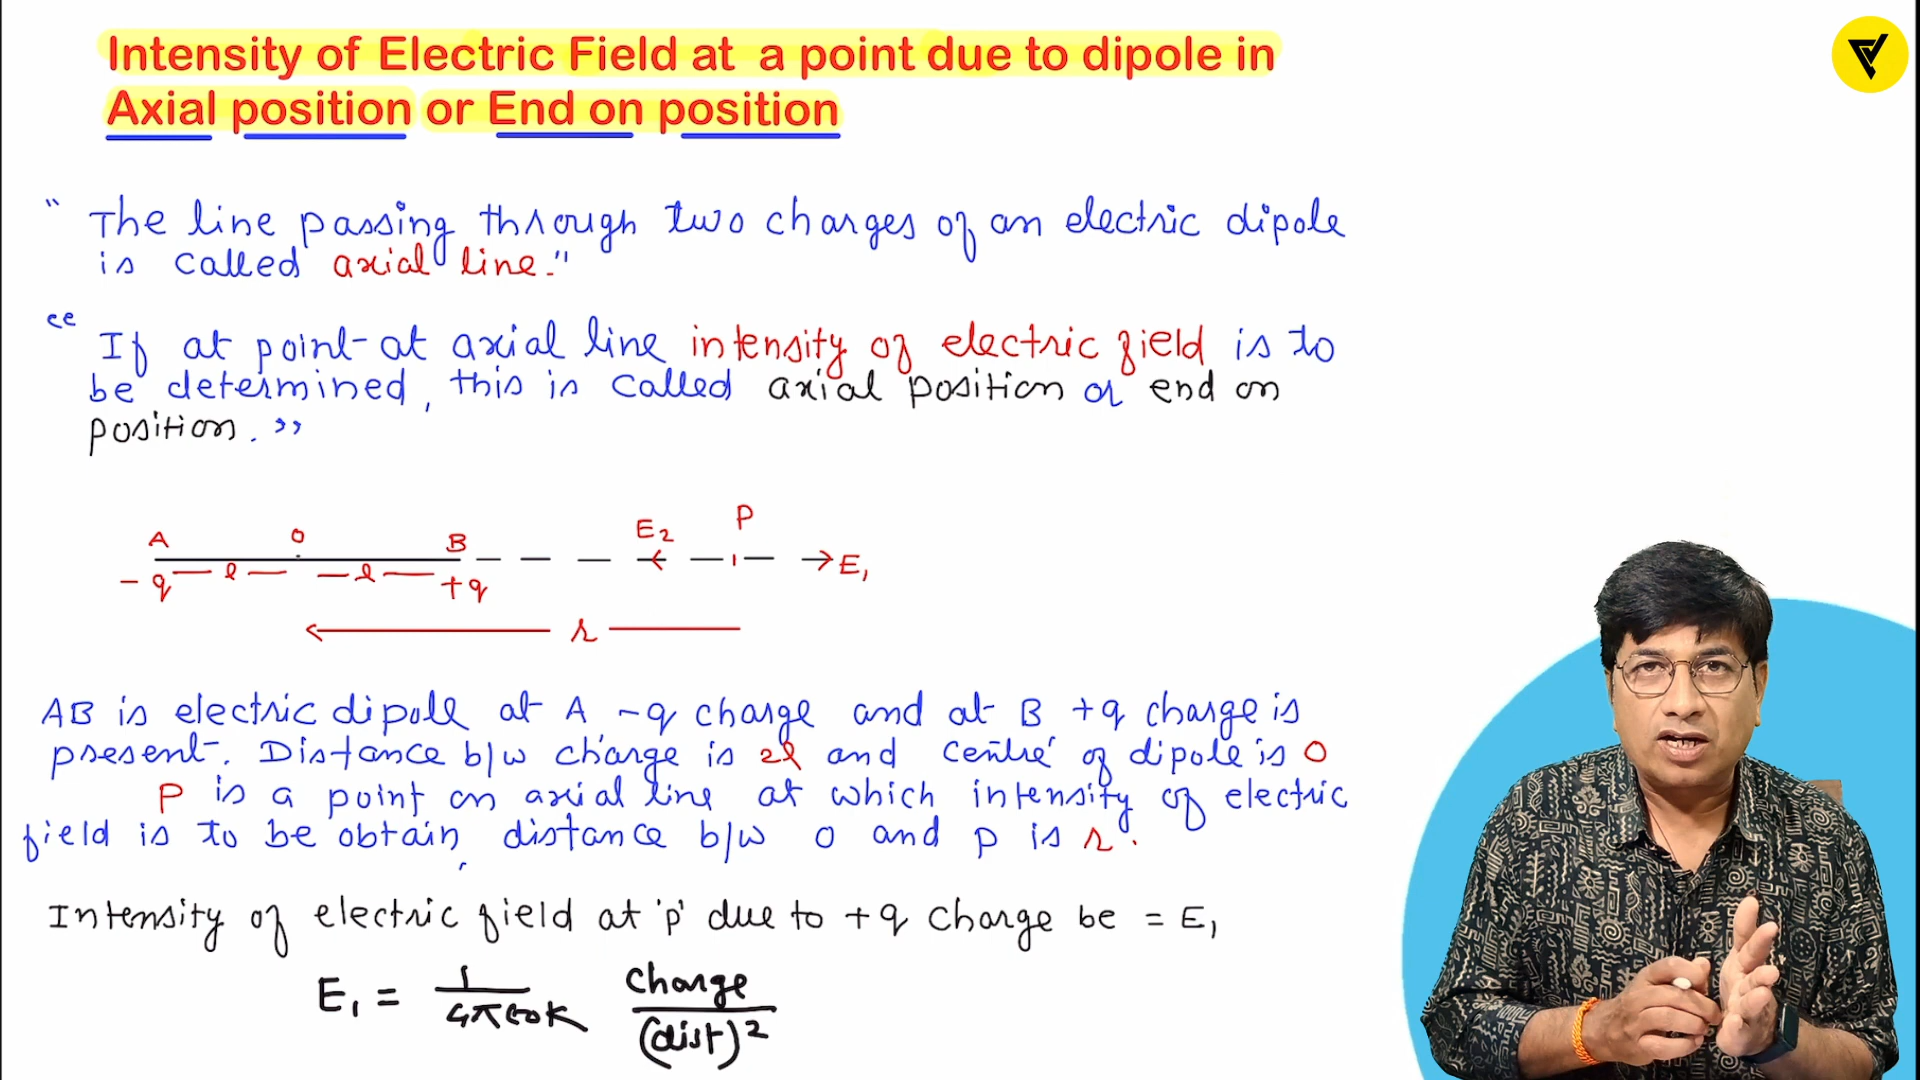 Intensity of Electric Field at a point due to dipole in
Axial position or End on position
" The line passing through two charges of an electric dipole
is called axial line."
" If at point at axial line intensity of electric field is to
be determined, this is called axial position or end on
position."
A O B E2 P
-q l l +q E1
r
AB is electric dipole at A -q charge and at B +q charge is
present. Distance b/w charge is 2l and centre of dipole is O
P is a point on axial line at which intensity of electric
field is to be obtain, distance b/w O and p is r.
Intensity of electric field at 'p' due to +q charge be = E1
E1 = 1/4πε0K charge/(dist)²